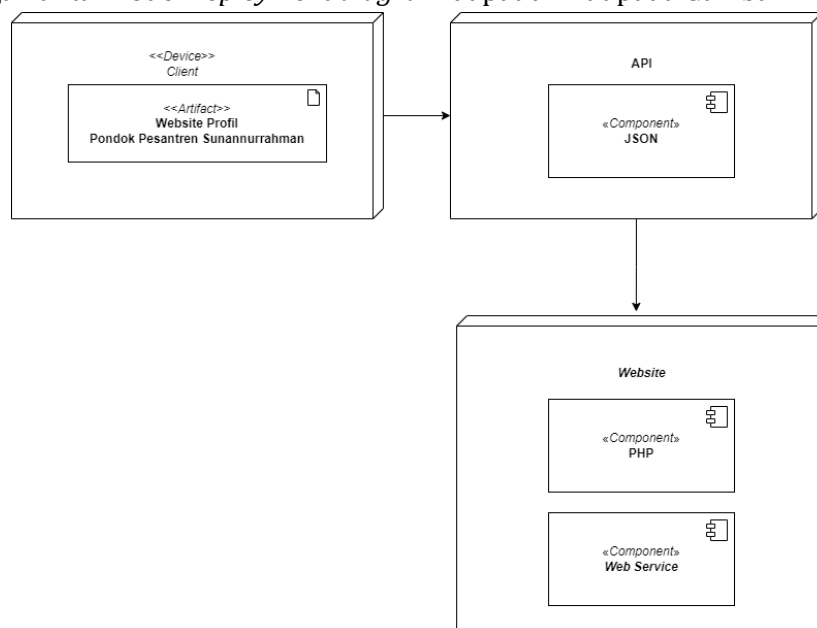 <<Device>>
Client
<<Artifact>>
Website Profil
Pondok Pesantren Sunannurrahman
API
«Component»
JSON
Website
«Component»
PHP
«Component»
Web Service